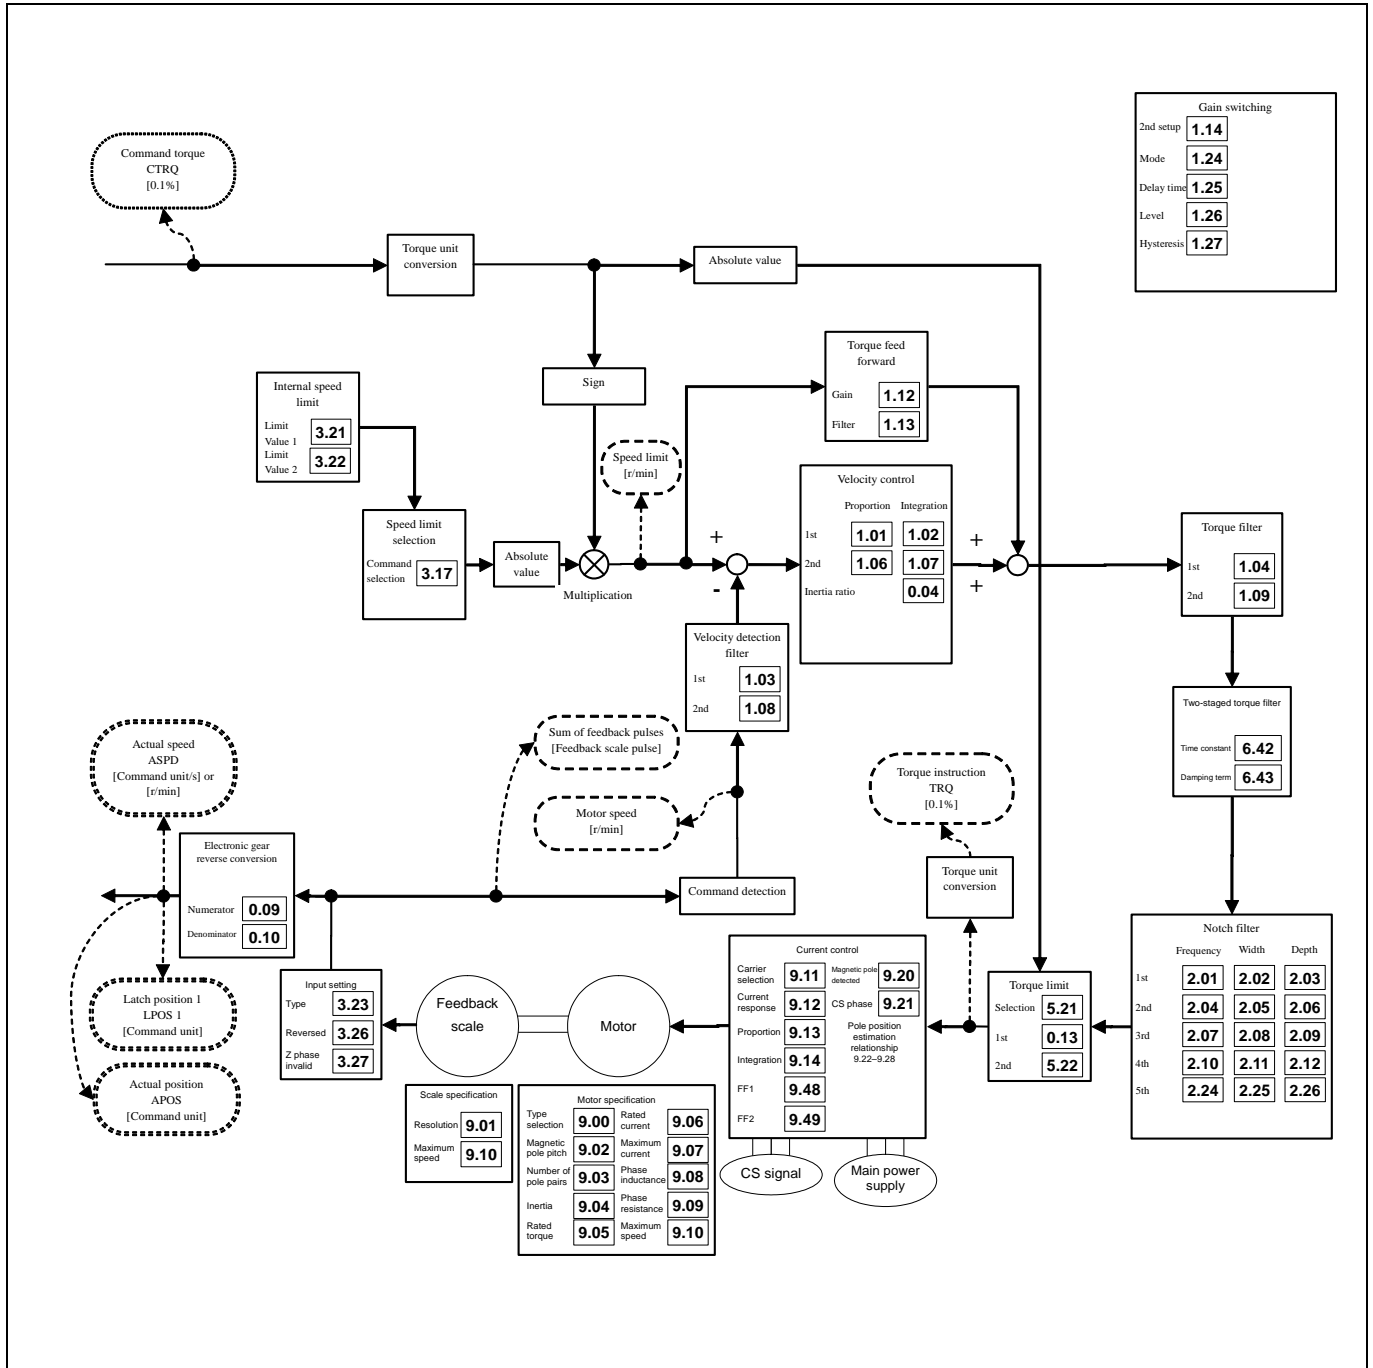 Gain switching
2nd setup 1.14
Mode 1.24
Delay time 1.25
Level 1.26
Hysteresis 1.27
Command torque
CTRQ
[0.1%]
Torque unit
conversion
Absolute value
Sign
Torque feed
forward
Gain 1.12
Filter 1.13
Internal speed
limit
Limit
Value 1 3.21
Limit
Value 2 3.22
Speed limit
[r/min]
Velocity control
Proportion Integration
1st 1.01 1.02
2nd 1.06 1.07
Inertia ratio 0.04
Speed limit
selection
Command
selection 3.17
Absolute
value
Multiplication
+
-
+
+
Torque filter
1st 1.04
2nd 1.09
Velocity detection
filter
1st 1.03
2nd 1.08
Two-staged torque filter
Time constant 6.42
Damping term 6.43
Actual speed
ASPD
[Command unit/s] or
[r/min]
Sum of feedback pulses
[Feedback scale pulse]
Motor speed
[r/min]
Torque instruction
TRQ
[0.1%]
Electronic gear
reverse conversion
Numerator 0.09
Denominator 0.10
Command detection
Torque unit
conversion
Notch filter
Frequency Width Depth
1st 2.01 2.02 2.03
2nd 2.04 2.05 2.06
3rd 2.07 2.08 2.09
4th 2.10 2.11 2.12
5th 2.24 2.25 2.26
Latch position 1
LPOS 1
[Command unit]
Actual position
APOS
[Command unit]
Input setting
Type 3.23
Reversed 3.26
Z phase
invalid 3.27
Feedback
scale
Motor
Current control
Carrier
selection 9.11
Current
response 9.12
Proportion 9.13
Integration 9.14
FF1 9.48
FF2 9.49
Magnetic pole
detected 9.20
CS phase 9.21
Pole position
estimation
relationship
9.22–9.28
Torque limit
Selection 5.21
1st 0.13
2nd 5.22
Scale specification
Resolution 9.01
Maximum
speed 9.10
Motor specification
Type
selection 9.00
Magnetic
pole pitch 9.02
Number of
pole pairs 9.03
Inertia 9.04
Rated
torque 9.05
Rated
current 9.06
Maximum
current 9.07
Phase
inductance 9.08
Phase
resistance 9.09
Maximum
speed 9.10
CS signal
Main power
supply